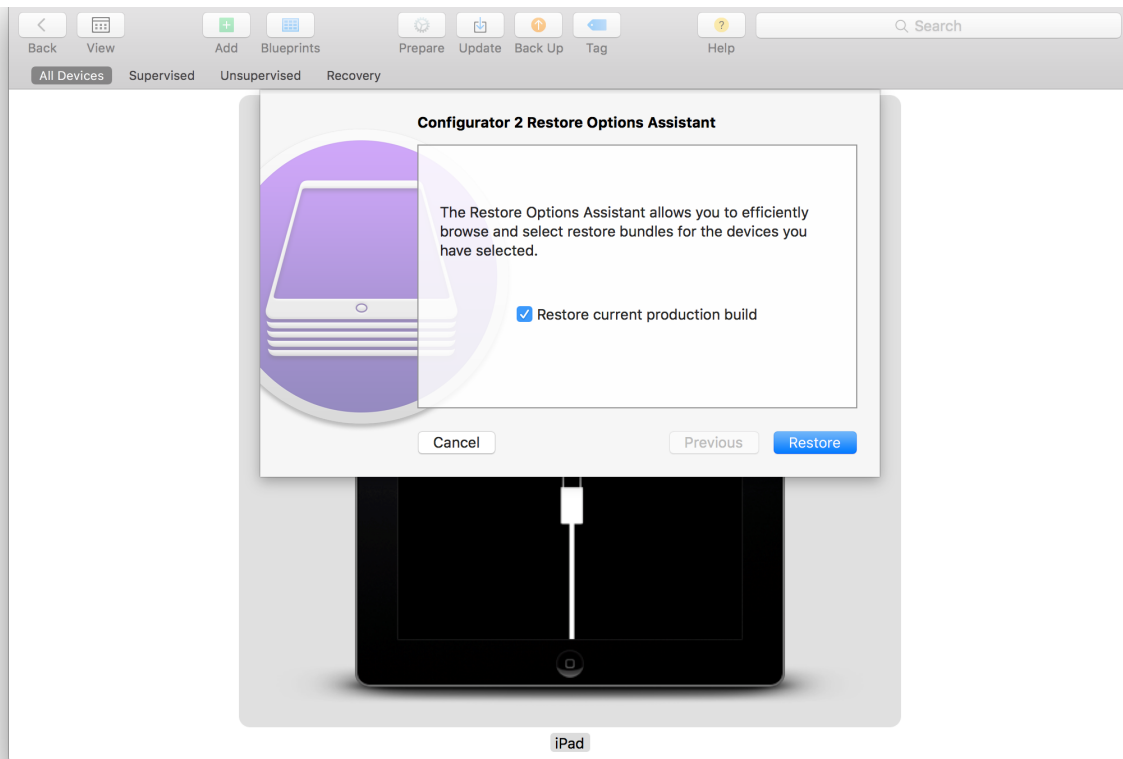 Search
Back View Add Blueprints Prepare Update Back Up Tag Help
All Devices Supervised Unsupervised Recovery
Configurator 2 Restore Options Assistant
The Restore Options Assistant allows you to efficiently
browse and select restore bundles for the devices you
have selected.
Restore current production build
Cancel Previous Restore
iPad